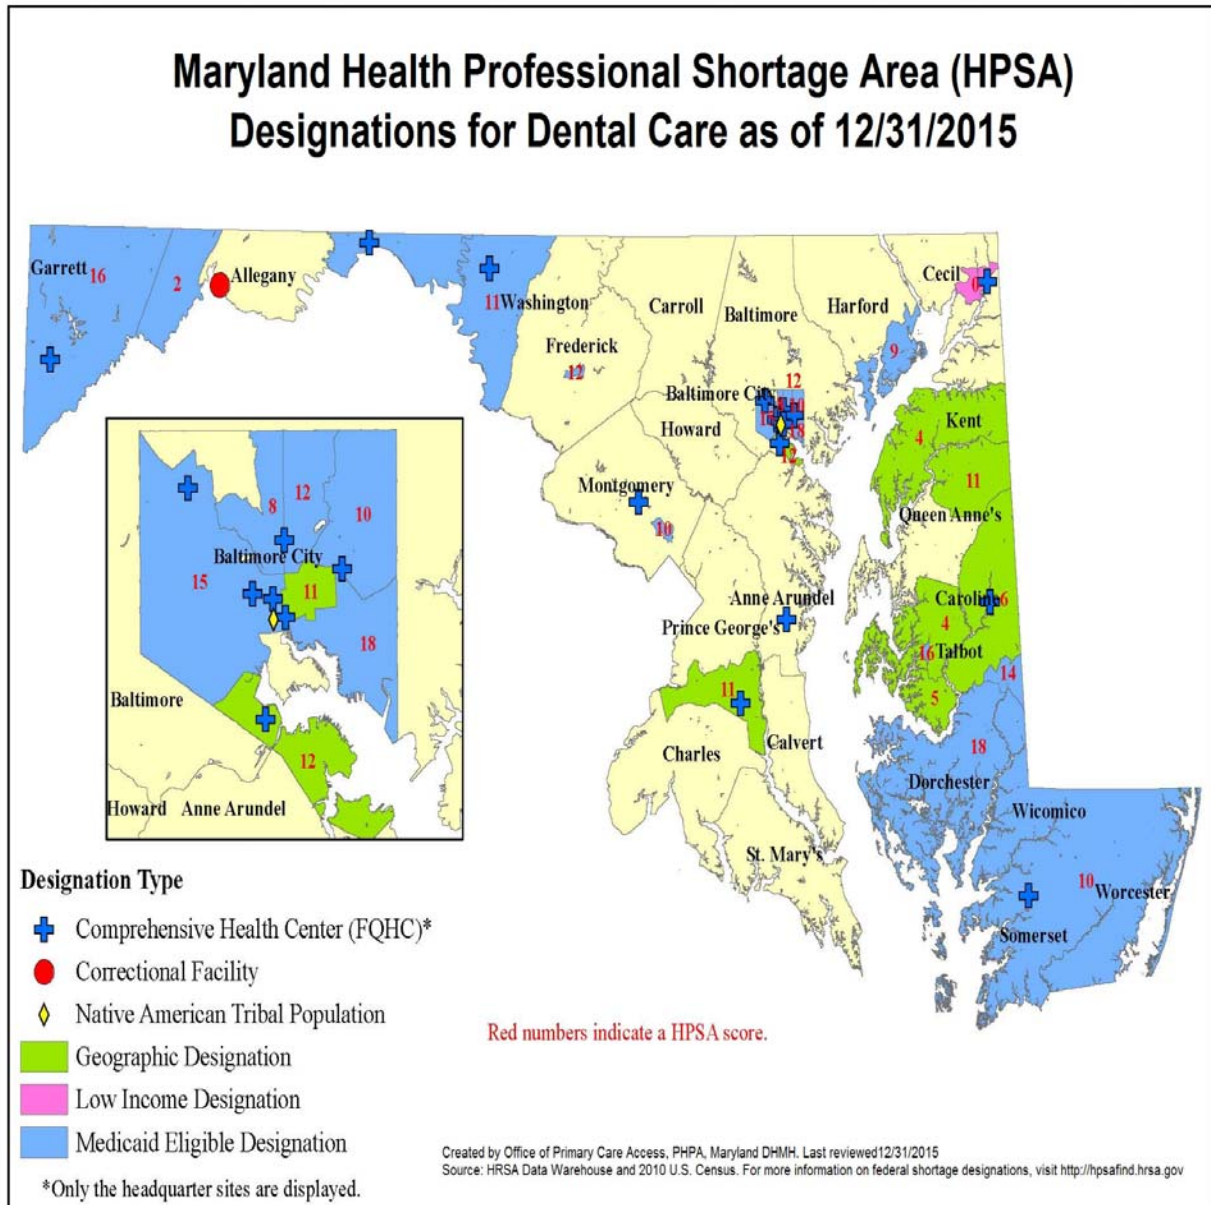 Maryland Health Professional Shortage Area (HPSA)
Designations for Dental Care as of 12/31/2015
Garrett
16
2
Allegany
11
Washington
Frederick
12
Carroll
Baltimore
12
Harford
9
Cecil
0
Baltimore City
10
18
12
Howard
Montgomery
10
Kent
4
11
Queen Anne's
Anne Arundel
Prince George's
Caroline
6
4
16
Talbot
14
5
11
Calvert
Charles
18
Dorchester
Wicomico
St. Mary's
10
Worcester
Somerset
12
8
10
Baltimore City
15
11
18
Baltimore
12
Howard
Anne Arundel
Designation Type
Comprehensive Health Center (FQHC)*
Correctional Facility
Native American Tribal Population
Geographic Designation
Low Income Designation
Medicaid Eligible Designation
*Only the headquarter sites are displayed.
Red numbers indicate a HPSA score.
Created by Office of Primary Care Access, PHPA, Maryland DHMH. Last reviewed12/31/2015
Source: HRSA Data Warehouse and 2010 U.S. Census. For more information on federal shortage designations, visit http://hpsafind.hrsa.gov